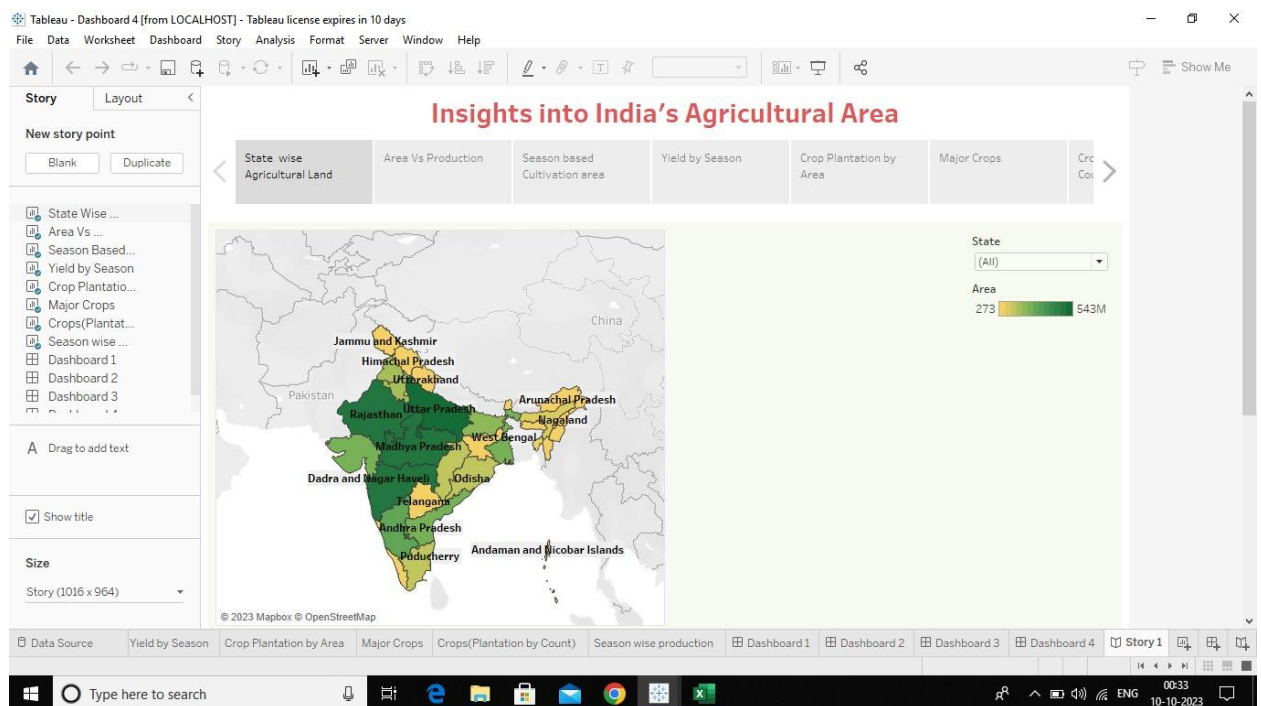 Tableau - Dashboard 4 [from LOCALHOST] - Tableau license expires in 10 days
File Data Worksheet Dashboard Story Analysis Format Server Window Help
Show Me
Story Layout
New story point
Blank Duplicate
State Wise ...
Area Vs ...
Season Based...
Yield by Season
Crop Plantatio...
Major Crops
Crops(Plantat...
Season wise ...
Dashboard 1
Dashboard 2
Dashboard 3
A Drag to add text
Show title
Size
Story (1016 x 964)
Insights into India's Agricultural Area
State wise
Agricultural Land
Area Vs Production
Season based
Cultivation area
Yield by Season
Crop Plantation by
Area
Major Crops
Cro
Cou
State
(All)
Area
273 543M
China
Jammu and Kashmir
Himachal Pradesh
Uttarakhand
Pakistan
Arunachal Pradesh
Rajasthan
Uttar Pradesh
Nagaland
West Bengal
Madhya Pradesh
Dadra and Nagar Haveli
Odisha
Telangana
Andhra Pradesh
Puducherry
Andaman and Nicobar Islands
© 2023 Mapbox © OpenStreetMap
Data Source Yield by Season Crop Plantation by Area Major Crops Crops(Plantation by Count) Season wise production Dashboard 1 Dashboard 2 Dashboard 3 Dashboard 4 Story 1
Type here to search
ENG
00:33
10-10-2023